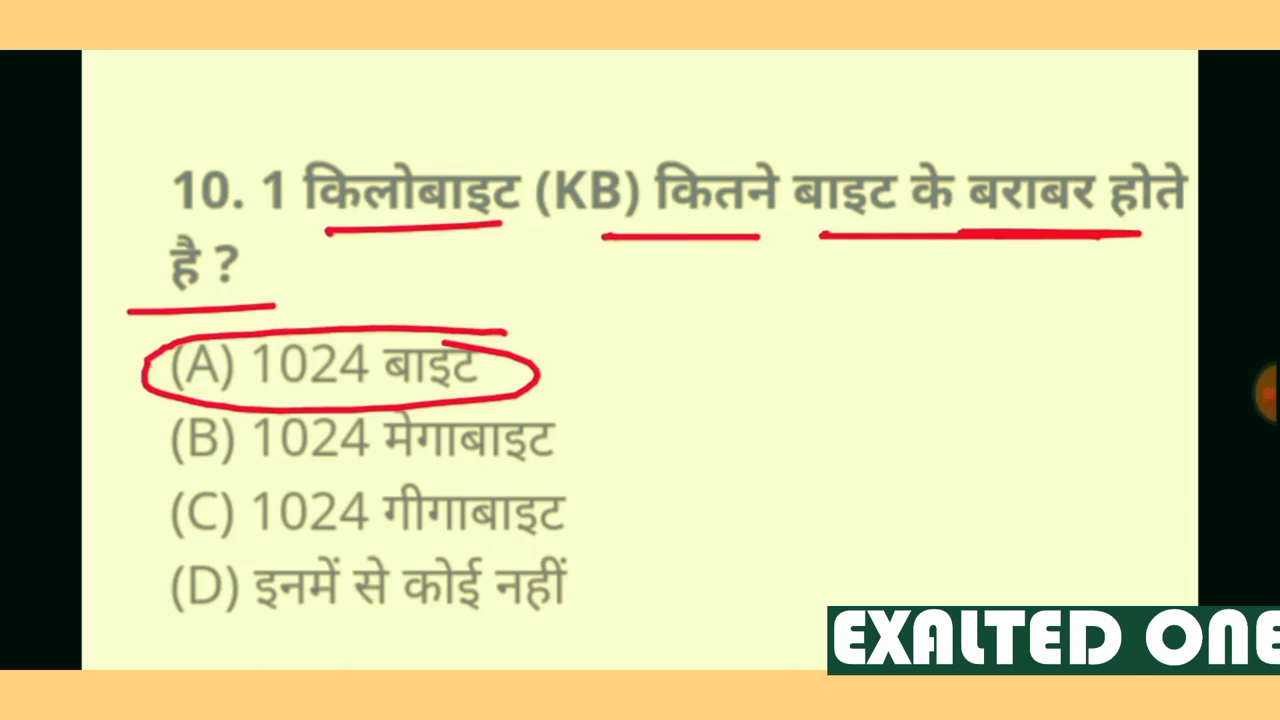 10. 1 किलोबाइट (KB) कितने बाइट के बराबर होते
है ?
(A) 1024 बाइट
(B) 1024 मेगाबाइट
(C) 1024 गीगाबाइट
(D) इनमें से कोई नहीं
EXALTED ONE